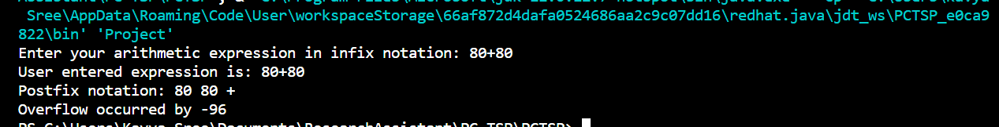 Sree\AppData\Roaming\Code\User\workspaceStorage\66af872d4dafa0524686aa2c9c07dd16\redhat.java\jdt_ws\PCTSP_e0ca9
822\bin' 'Project'
Enter your arithmetic expression in infix notation: 80+80
User entered expression is: 80+80
Postfix notation: 80 80 +
Overflow occurred by -96
PS C:\Users\Kavya Sree\Documents\ResearchAssistant\PC-TSP\PCTSP>